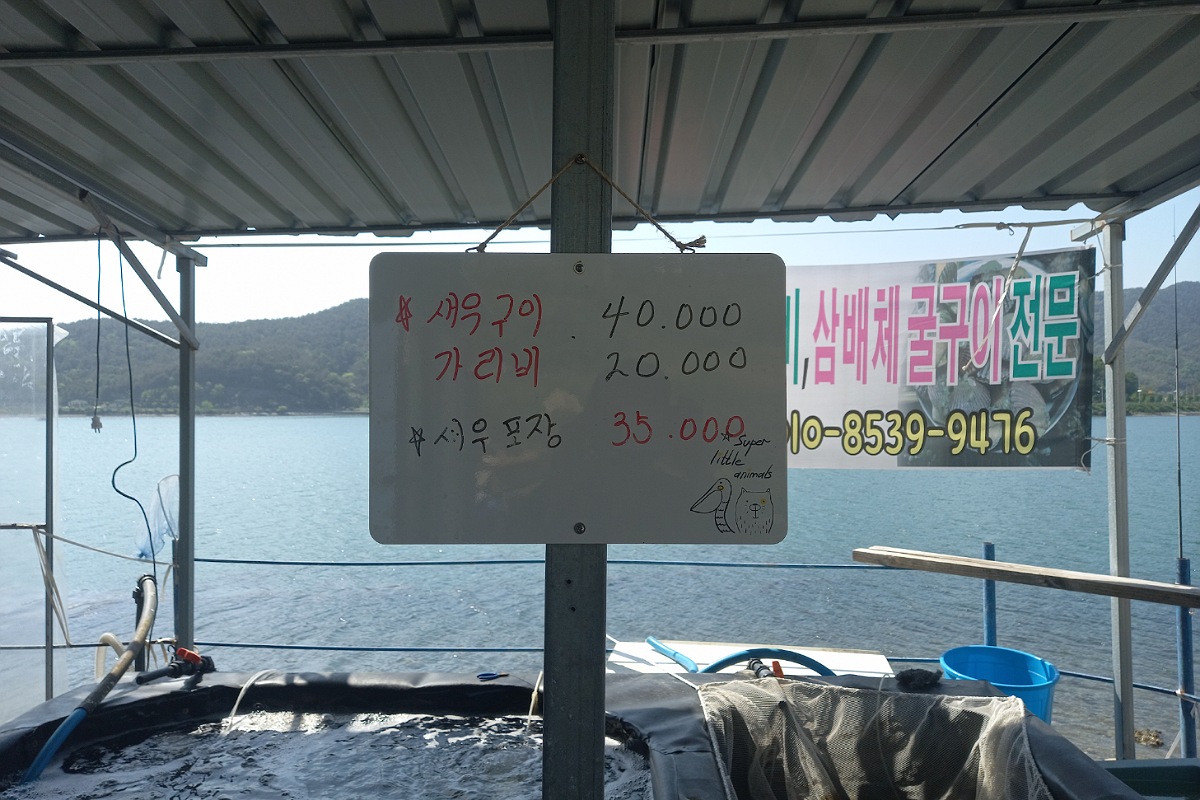 ☆ 새우구이 40.000
가리비 20.000
☆ 새우포장 35.000
☆ Super
little
animals
,삼배체 굴구이 전문
010-8539-9476